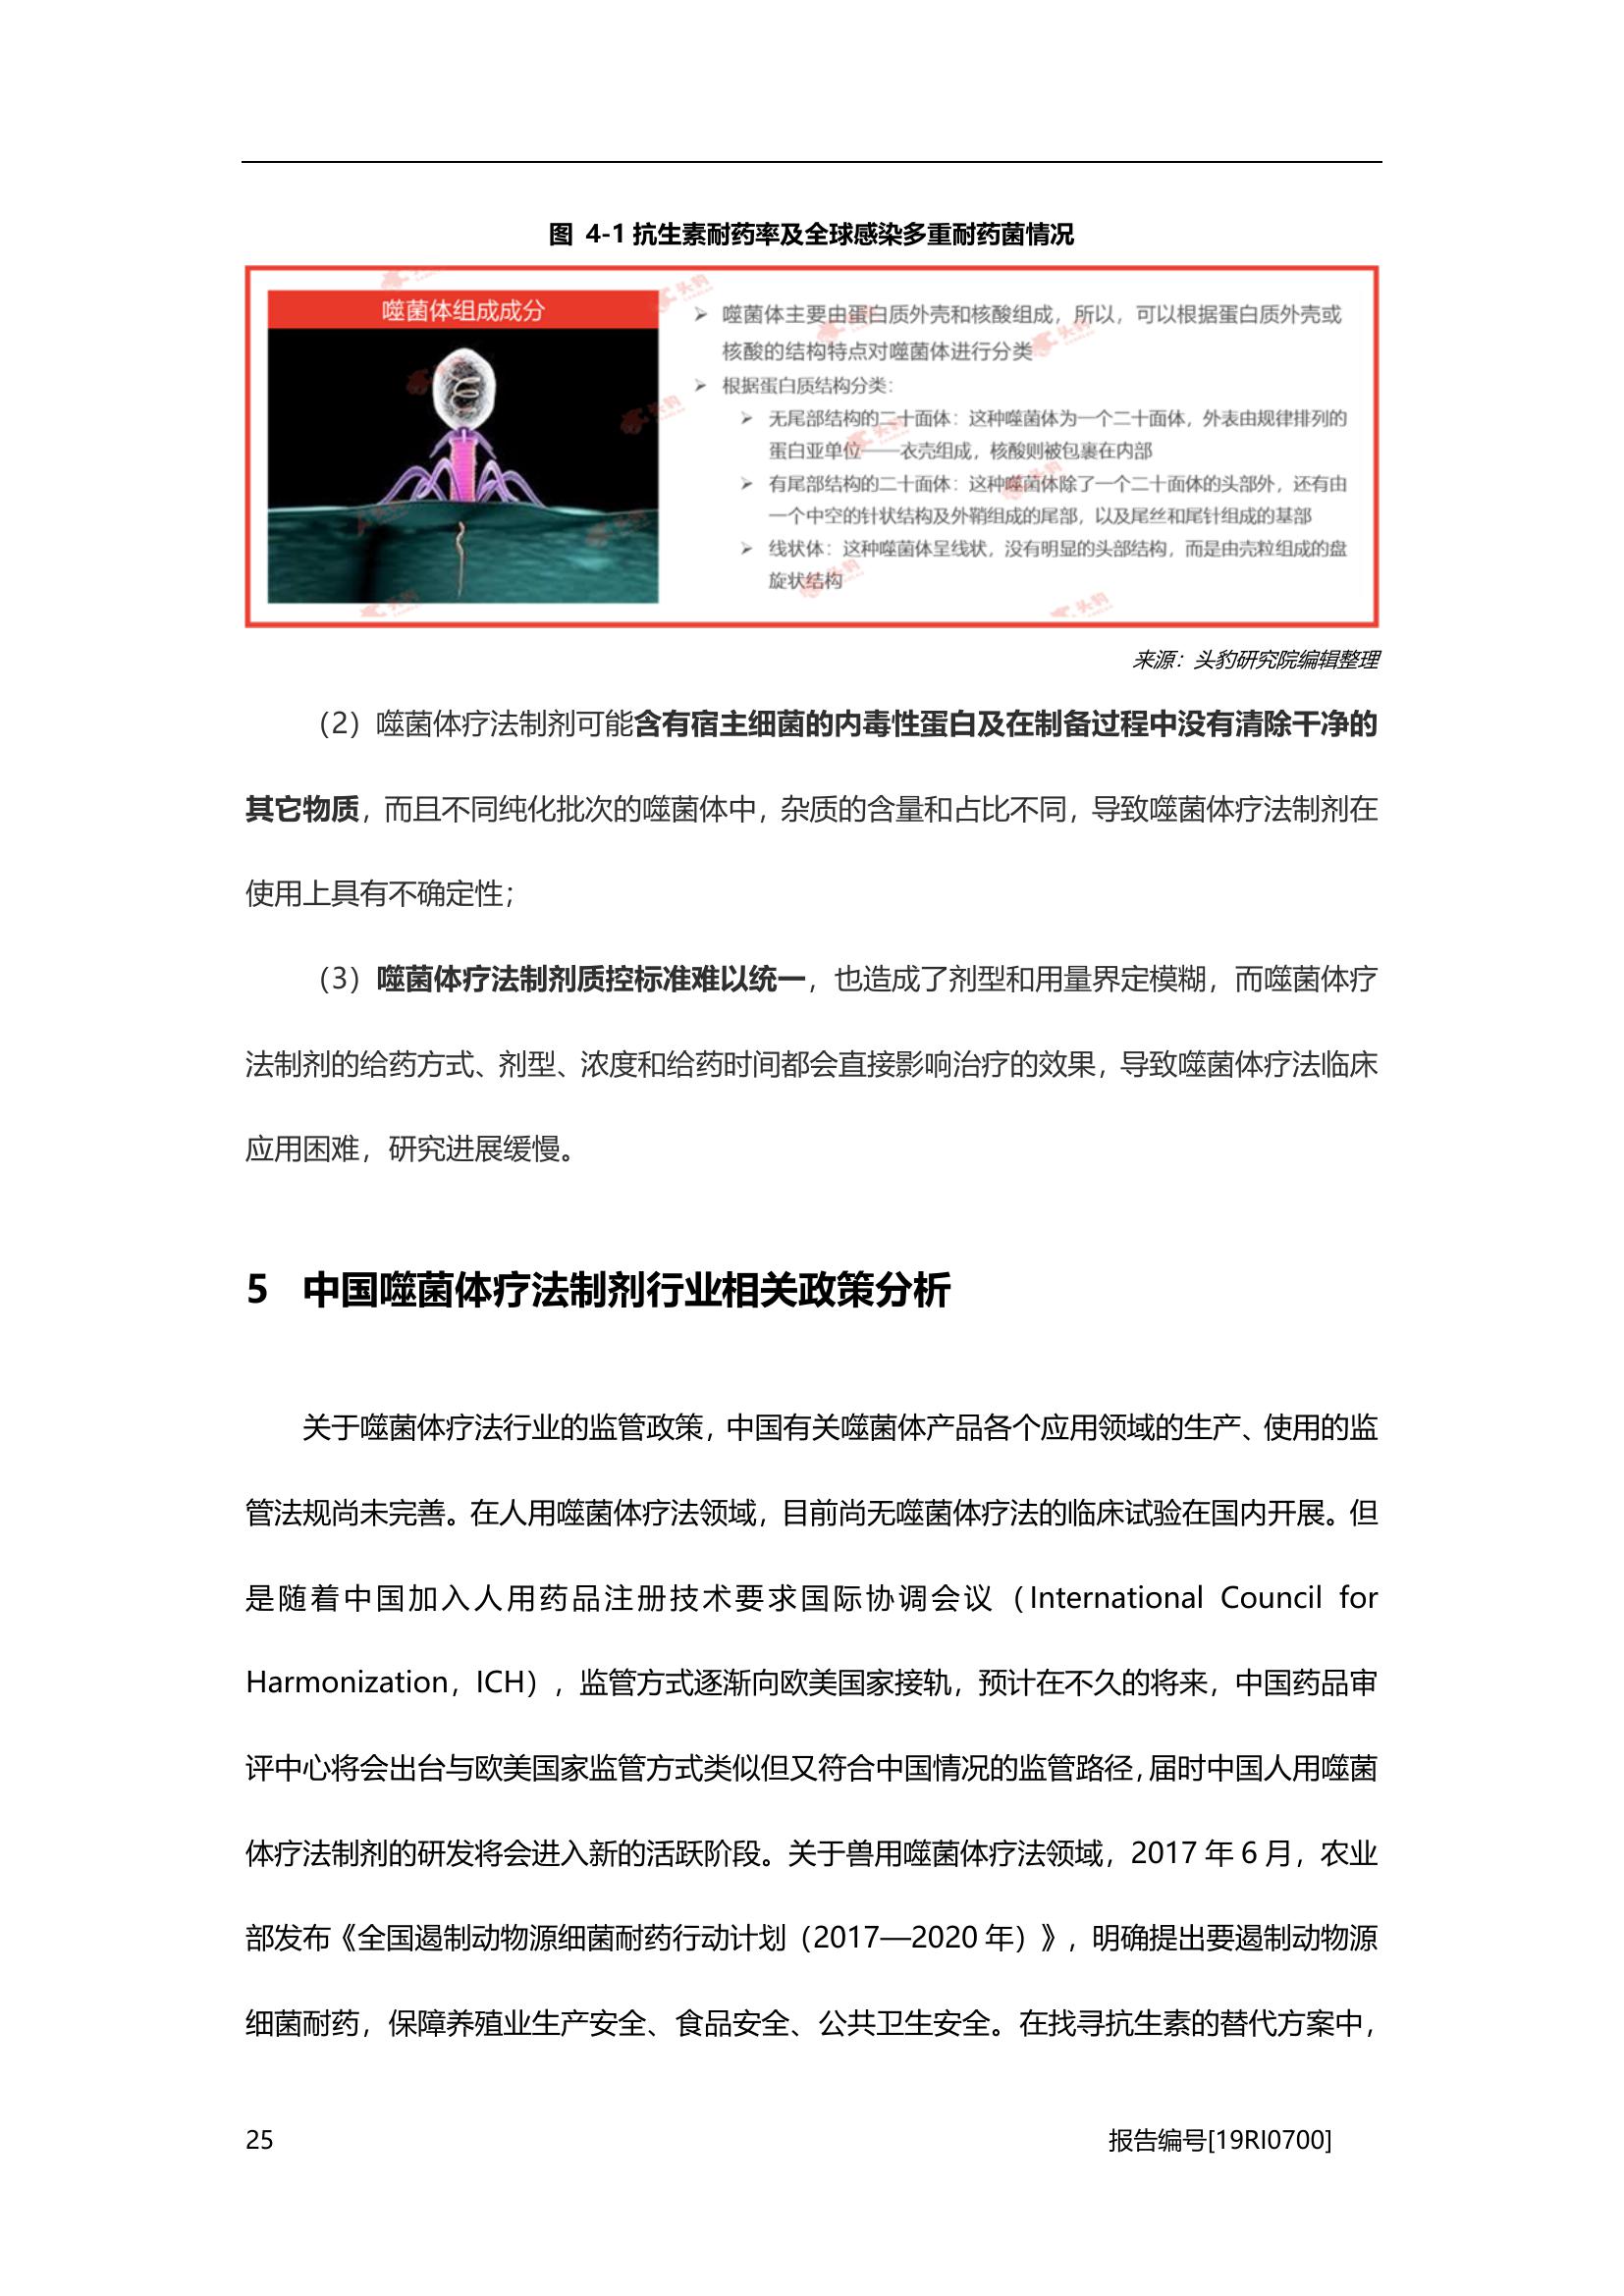 图 4-1 抗生素耐药率及全球感染多重耐药菌情况
噬菌体组成成分
➢ 噬菌体主要由蛋白质外壳和核酸组成，所以，可以根据蛋白质外壳或
核酸的结构特点对噬菌体进行分类
➢ 根据蛋白质结构分类：
➢ 无尾部结构的二十面体：这种噬菌体为一个二十面体，外表由规律排列的
蛋白亚单位——衣壳组成，核酸则被包裹在内部
➢ 有尾部结构的二十面体：这种噬菌体除了一个二十面体的头部外，还有由
一个中空的针状结构及外鞘组成的尾部，以及尾丝和尾针组成的基部
➢ 线状体：这种噬菌体呈线状，没有明显的头部结构，而是由壳粒组成的盘
旋状结构
来源：头豹研究院编辑整理
（2）噬菌体疗法制剂可能含有宿主细菌的内毒性蛋白及在制备过程中没有清除干净的
其它物质，而且不同纯化批次的噬菌体中，杂质的含量和占比不同，导致噬菌体疗法制剂在
使用上具有不确定性；
（3）噬菌体疗法制剂质控标准难以统一，也造成了剂型和用量界定模糊，而噬菌体疗
法制剂的给药方式、剂型、浓度和给药时间都会直接影响治疗的效果，导致噬菌体疗法临床
应用困难，研究进展缓慢。
5 中国噬菌体疗法制剂行业相关政策分析
关于噬菌体疗法行业的监管政策，中国有关噬菌体产品各个应用领域的生产、使用的监
管法规尚未完善。在人用噬菌体疗法领域，目前尚无噬菌体疗法的临床试验在国内开展。但
是随着中国加入人用药品注册技术要求国际协调会议（International Council for
Harmonization，ICH），监管方式逐渐向欧美国家接轨，预计在不久的将来，中国药品审
评中心将会出台与欧美国家监管方式类似但又符合中国情况的监管路径，届时中国人用噬菌
体疗法制剂的研发将会进入新的活跃阶段。关于兽用噬菌体疗法领域，2017 年 6 月，农业
部发布《全国遏制动物源细菌耐药行动计划（2017—2020 年）》，明确提出要遏制动物源
细菌耐药，保障养殖业生产安全、食品安全、公共卫生安全。在找寻抗生素的替代方案中，
25 报告编号[19RI0700]